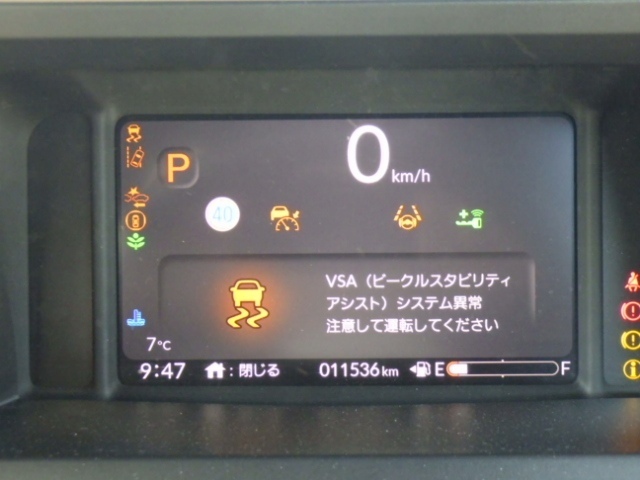 P
0 km/h
40
VSA（ビークルスタビリティ
アシスト）システム異常
注意して運転してください
7°C
9:47 :閉じる 011536 km E F